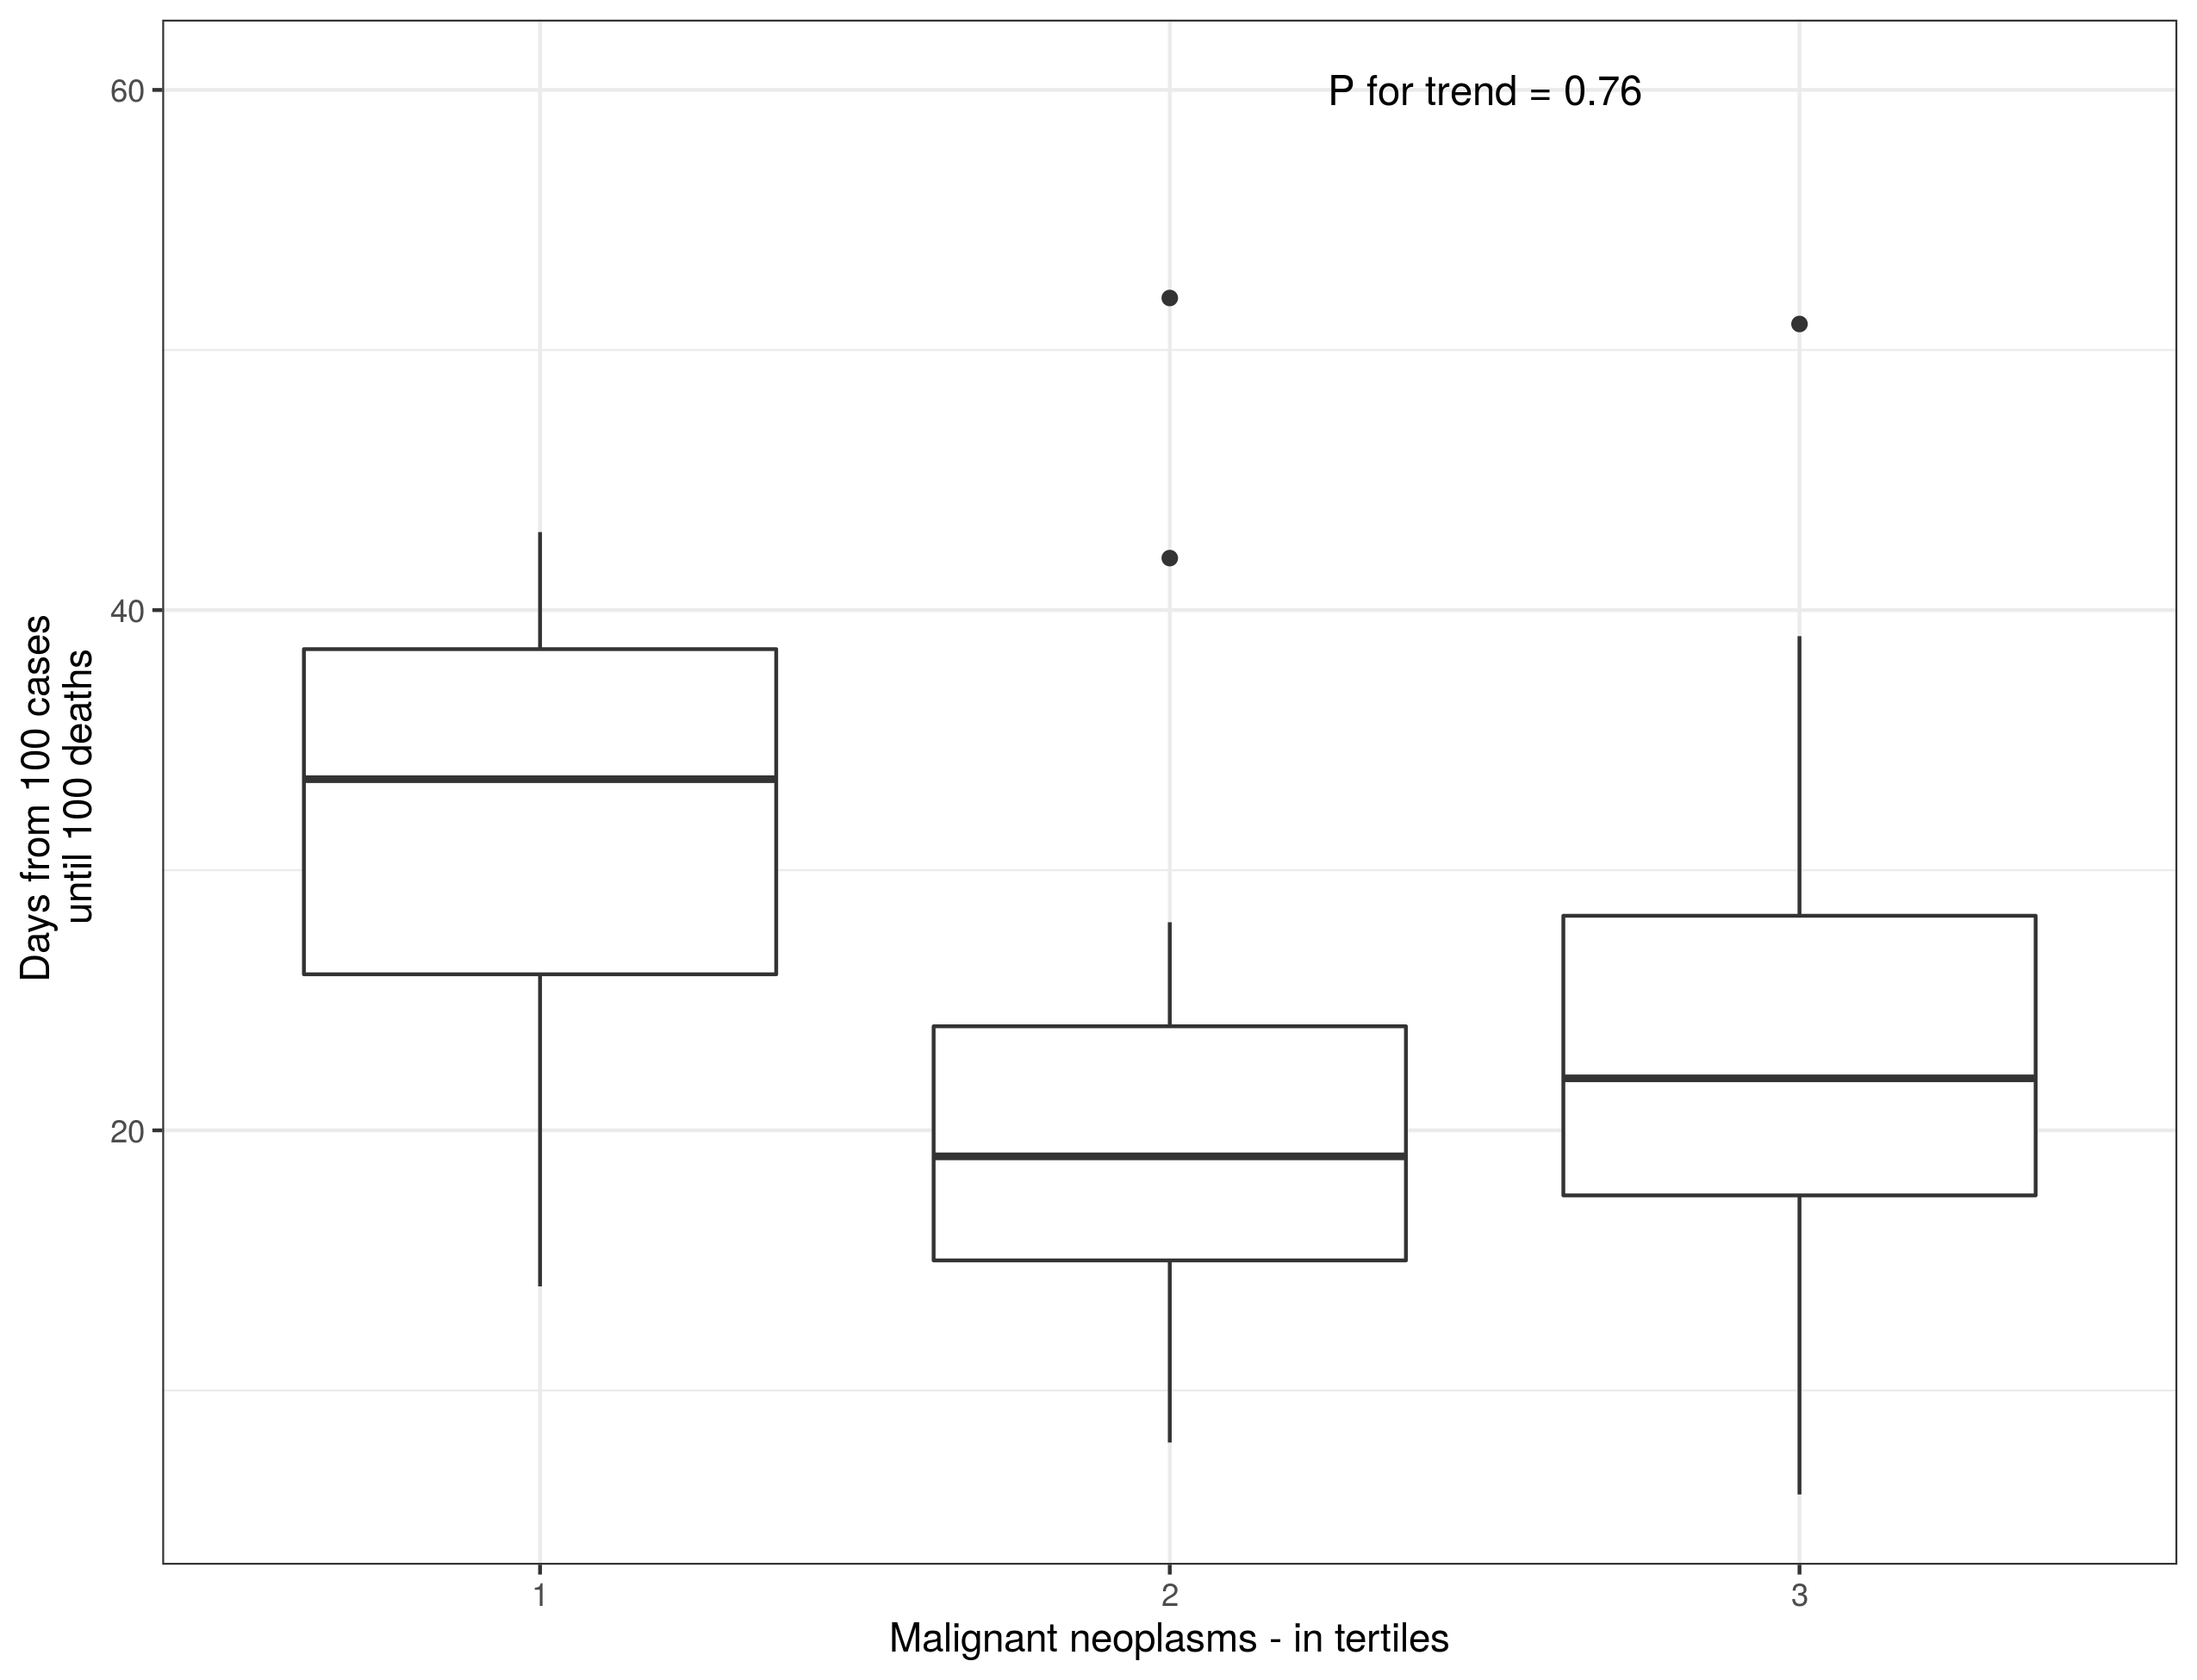 P for trend = 0.76
60
40
20
Days from 100 cases
until 100 deaths
1
2
3
Malignant neoplasms - in tertiles